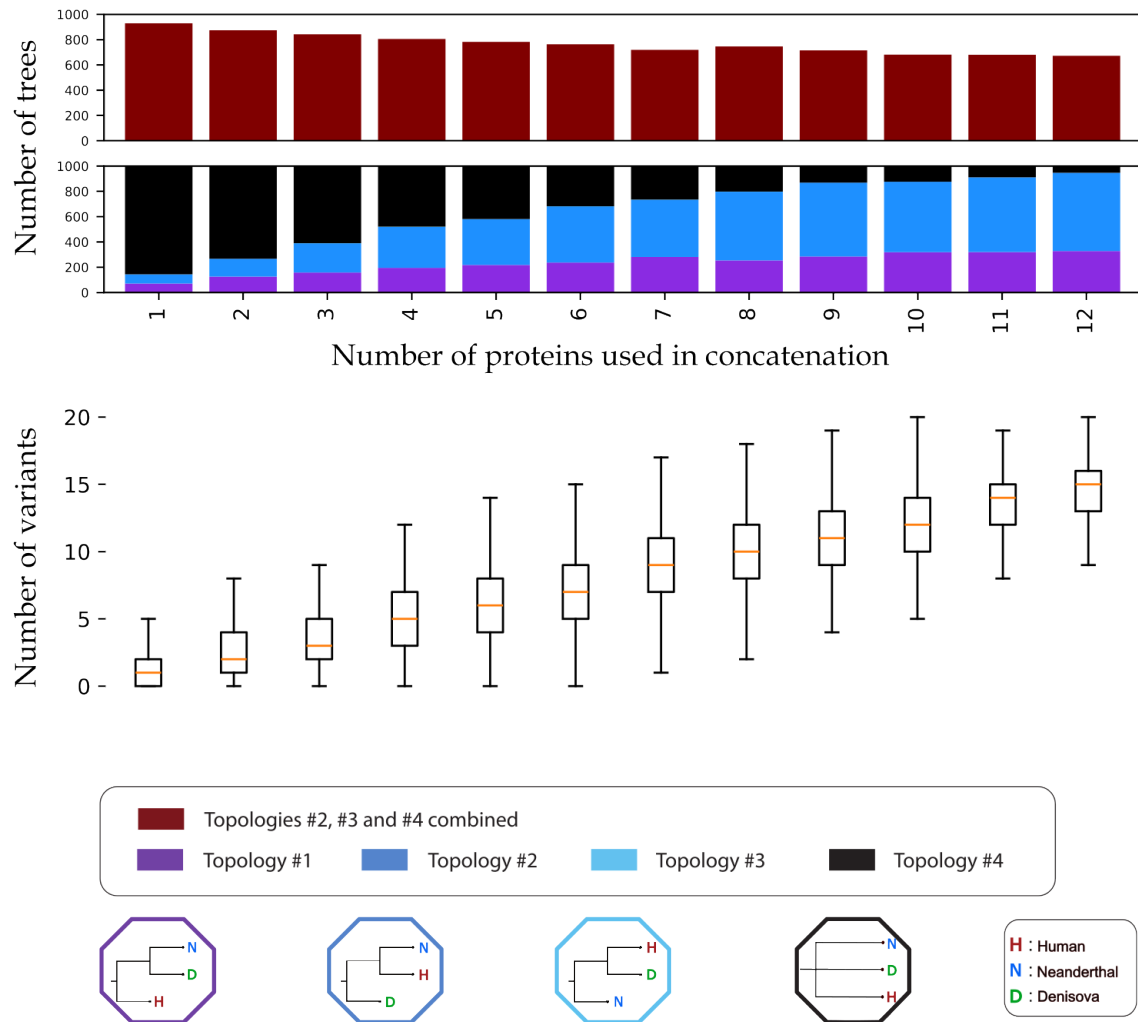 1000
800
600
400
200
0
Number of trees
1000
800
600
400
200
0
1 2 3 4 5 6 7 8 9 10 11 12
Number of proteins used in concatenation
20
15
10
5
0
Number of variants
Topologies #2, #3 and #4 combined
Topology #1 Topology #2 Topology #3 Topology #4
N
D
H
N
H
D
H
D
N
N
D
H
H : Human
N : Neanderthal
D : Denisova